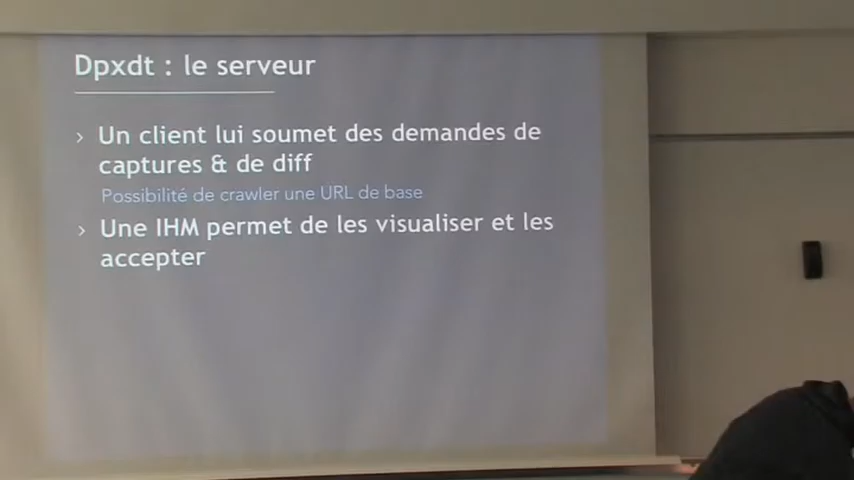 Dpxdt : le serveur
› Un client lui soumet des demandes de
captures & de diff
Possibilité de crawler une URL de base
› Une IHM permet de les visualiser et les
accepter